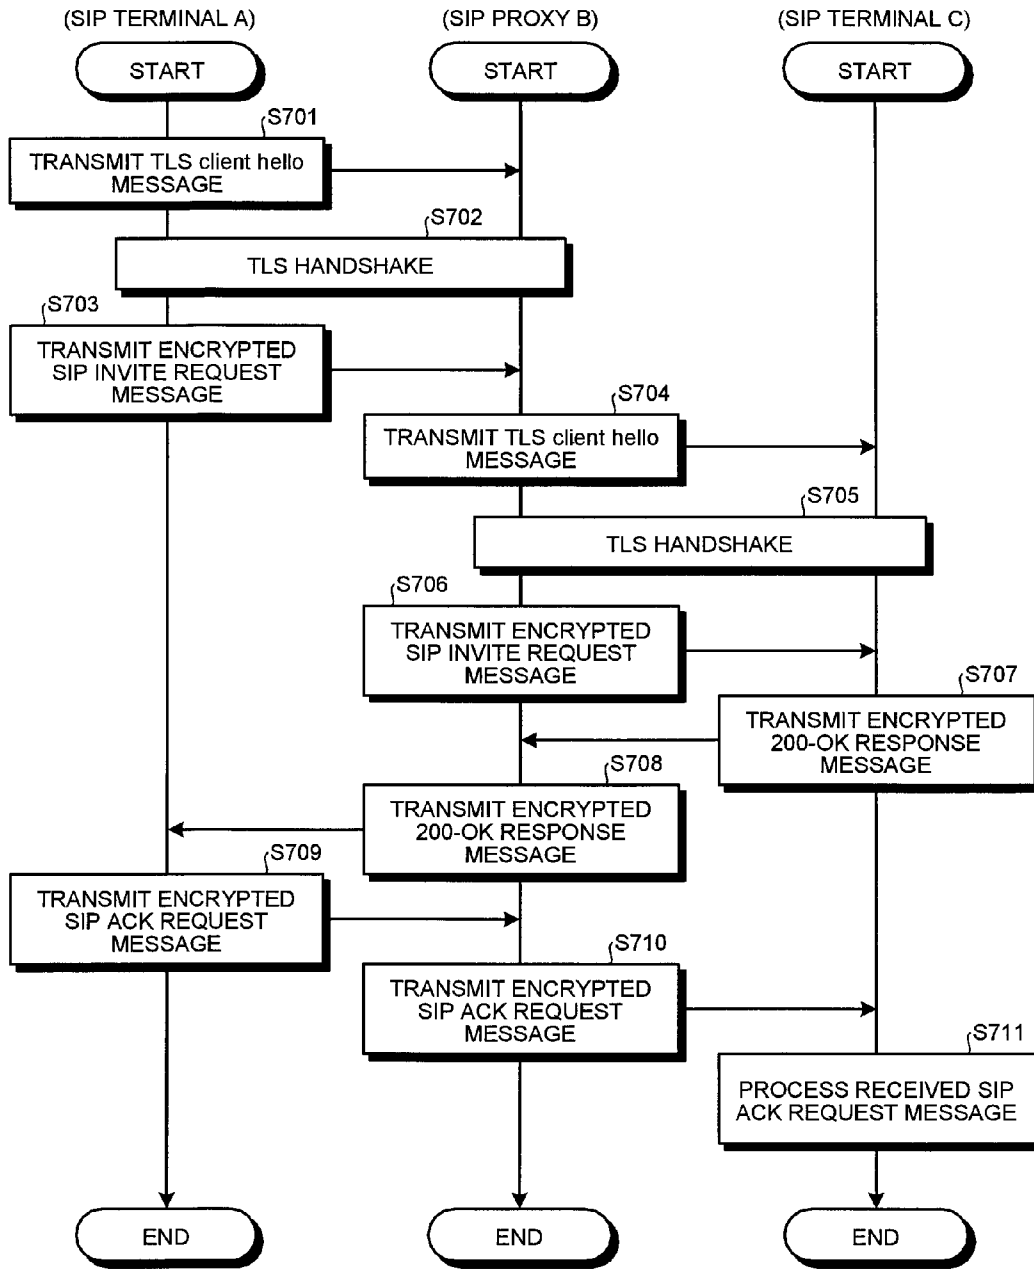 (SIP TERMINAL A)
(SIP PROXY B)
(SIP TERMINAL C)
START
START
START
S701
TRANSMIT TLS client hello
MESSAGE
S702
TLS HANDSHAKE
S703
TRANSMIT ENCRYPTED
SIP INVITE REQUEST
MESSAGE
S704
TRANSMIT TLS client hello
MESSAGE
S705
TLS HANDSHAKE
S706
TRANSMIT ENCRYPTED
SIP INVITE REQUEST
MESSAGE
S707
TRANSMIT ENCRYPTED
200-OK RESPONSE
MESSAGE
S708
TRANSMIT ENCRYPTED
200-OK RESPONSE
MESSAGE
S709
TRANSMIT ENCRYPTED
SIP ACK REQUEST
MESSAGE
S710
TRANSMIT ENCRYPTED
SIP ACK REQUEST
MESSAGE
S711
PROCESS RECEIVED SIP
ACK REQUEST MESSAGE
END
END
END